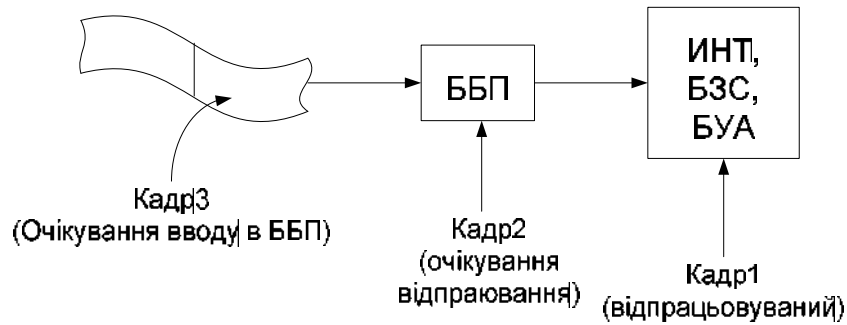 ИНТ,
БЗС,
БУА
ББП
Кадр3
(Очікування вводу в ББП)
Кадр2
(очікування
відпраювання)
Кадр1
(відпрацьовуваний)